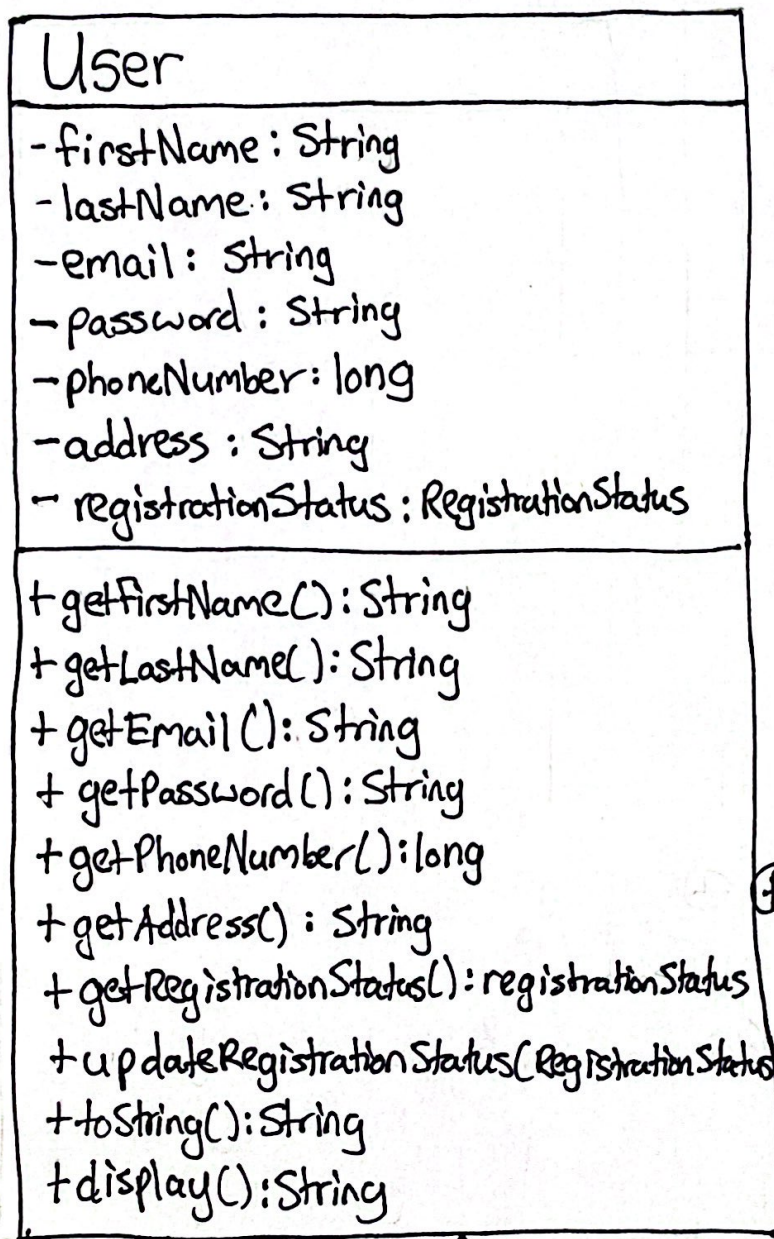 User
- firstName : String
- lastName : String
- email : String
- password : String
- phoneNumber : long
- address : String
- registrationStatus : RegistrationStatus
+ getFirstName() : String
+ getLastName() : String
+ getEmail() : String
+ getPassword() : String
+ getPhoneNumber() : long
+ getAddress() : String
+ getRegistrationStatus() : registrationStatus
+ updateRegistrationStatus(RegistrationStatus
+ toString() : String
+ display() : String